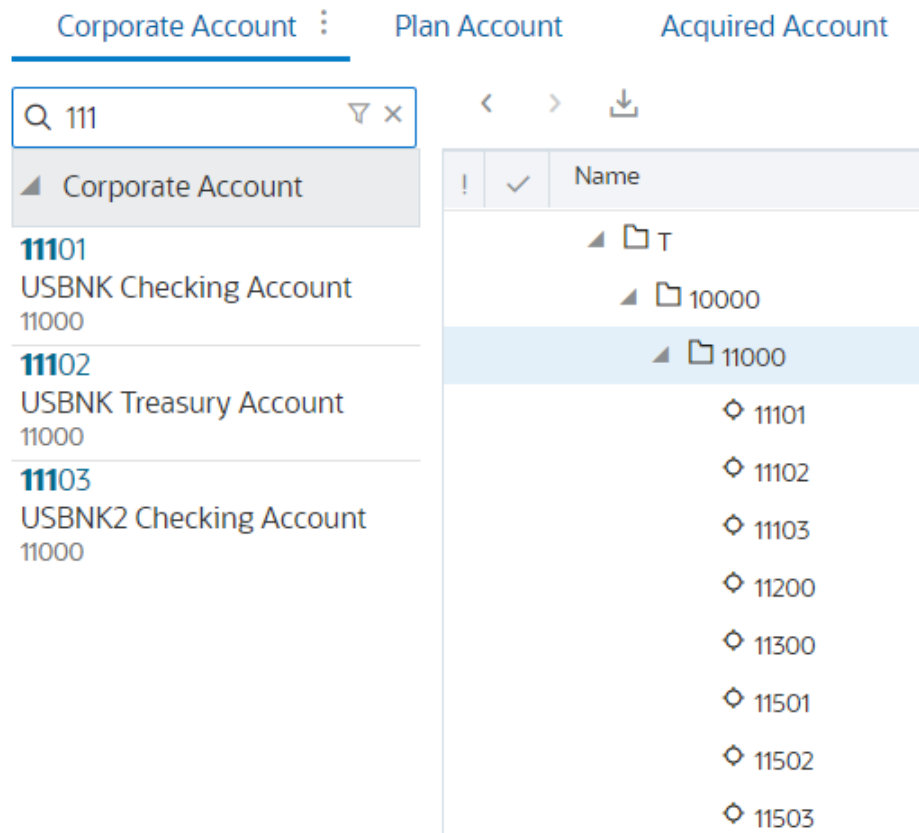 Corporate Account Plan Account Acquired Account
111
Corporate Account
11101
USBNK Checking Account
11000
11102
USBNK Treasury Account
11000
11103
USBNK2 Checking Account
11000
! Name
T
10000
11000
11101
11102
11103
11200
11300
11501
11502
11503